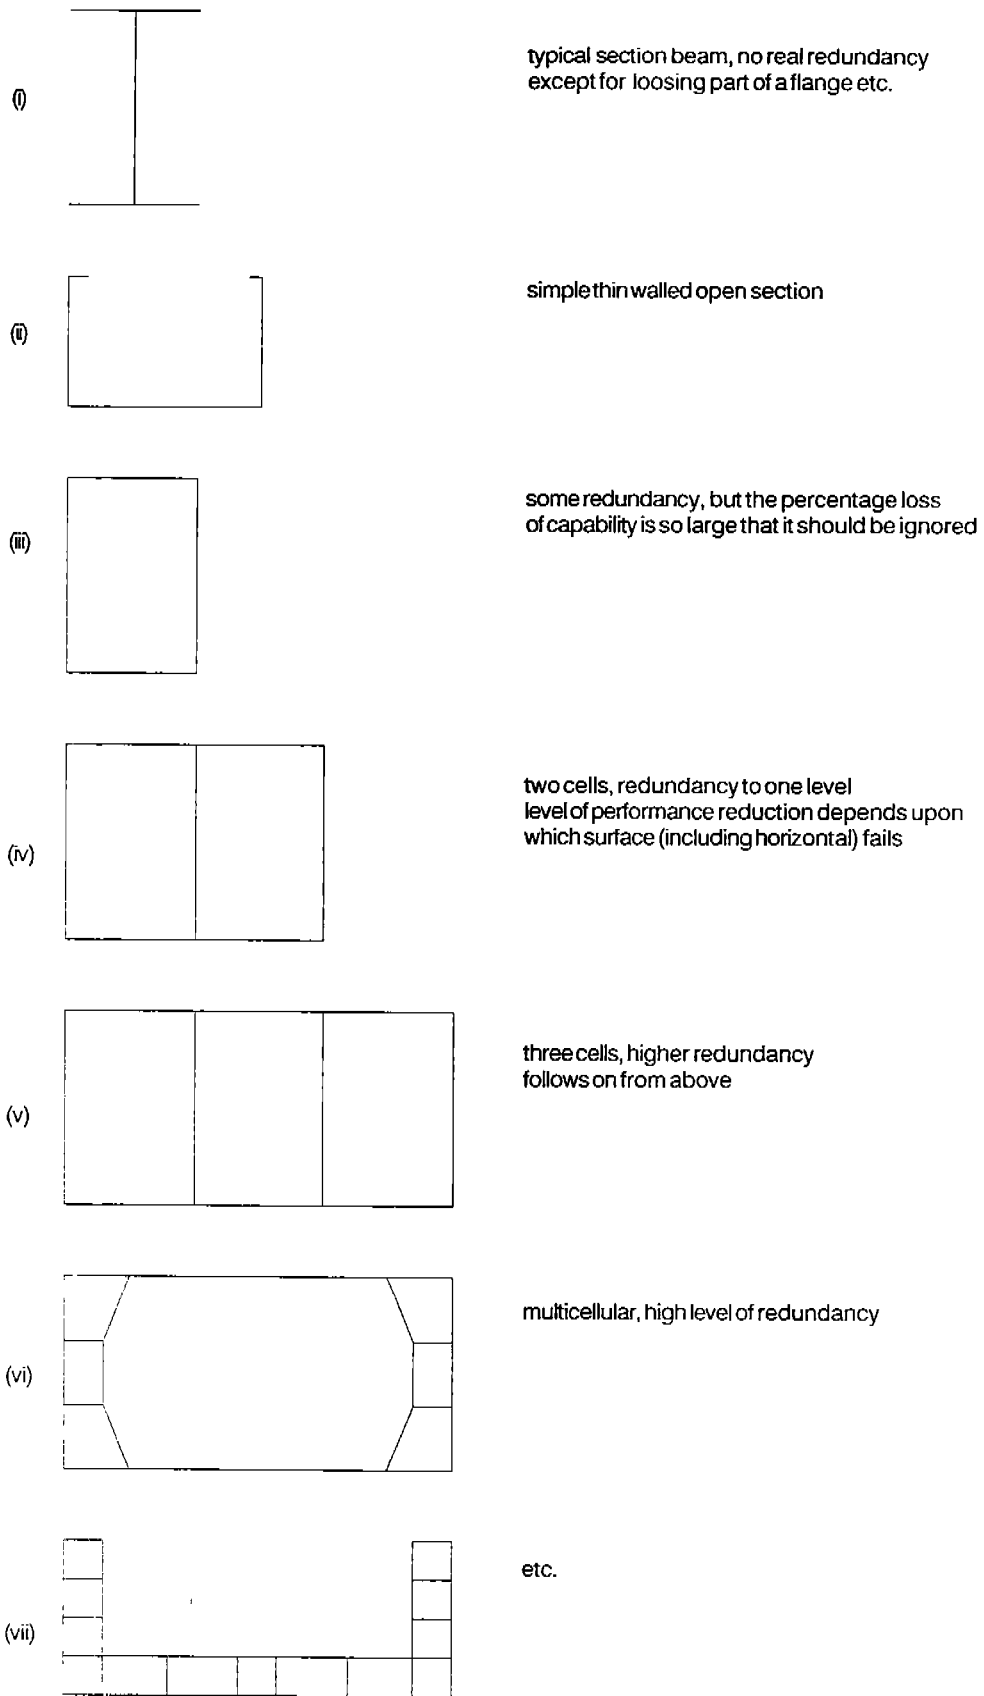 (i)
typical section beam, no real redundancy
except for loosing part of a flange etc.
(ii)
simple thin walled open section
(iii)
some redundancy, but the percentage loss
of capability is so large that it should be ignored
(iv)
two cells, redundancy to one level
level of performance reduction depends upon
which surface (including horizontal) fails
(v)
three cells, higher redundancy
follows on from above
(vi)
multicellular, high level of redundancy
(vii)
etc.